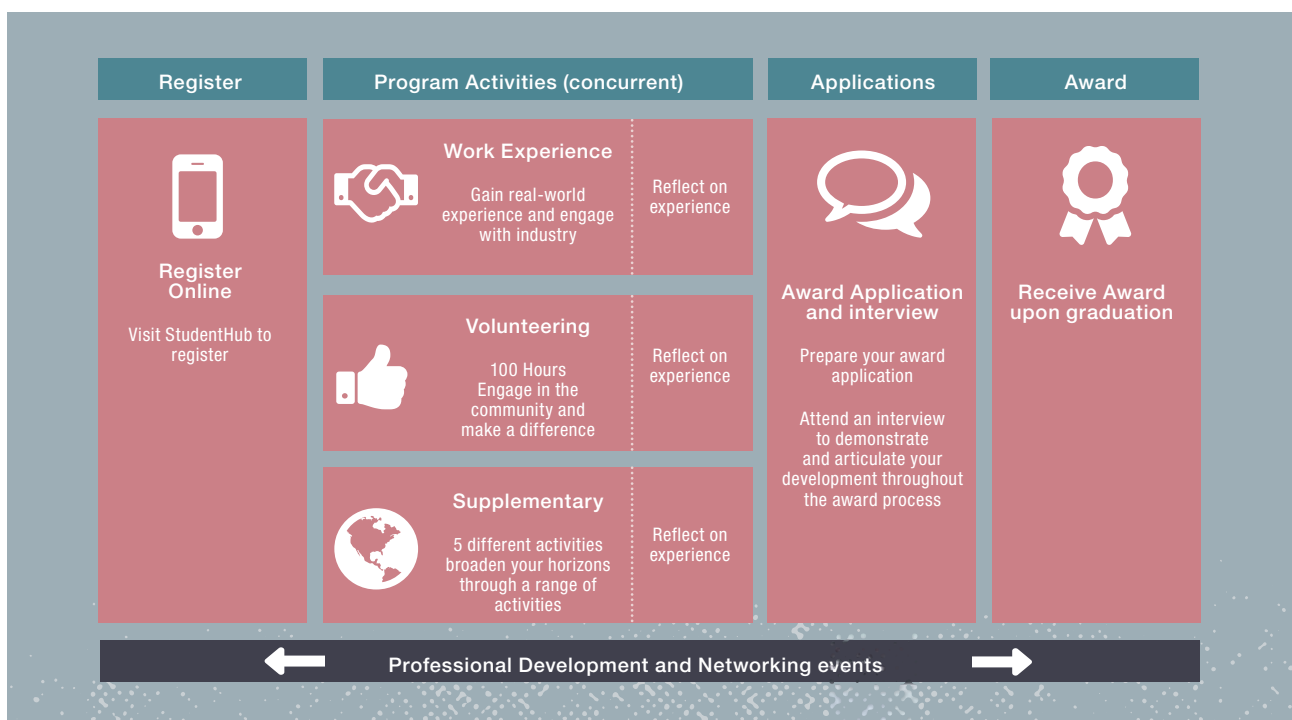 Register
Program Activities (concurrent)
Applications
Award
Register
Online
Visit StudentHub to
register
Work Experience
Gain real-world
experience and engage
with industry
Reflect on
experience
Volunteering
100 Hours
Engage in the
community and
make a difference
Reflect on
experience
Supplementary
5 different activities
broaden your horizons
through a range of
activities
Reflect on
experience
Award Application
and interview
Prepare your award
application
Attend an interview
to demonstrate
and articulate your
development throughout
the award process
Receive Award
upon graduation
Professional Development and Networking events